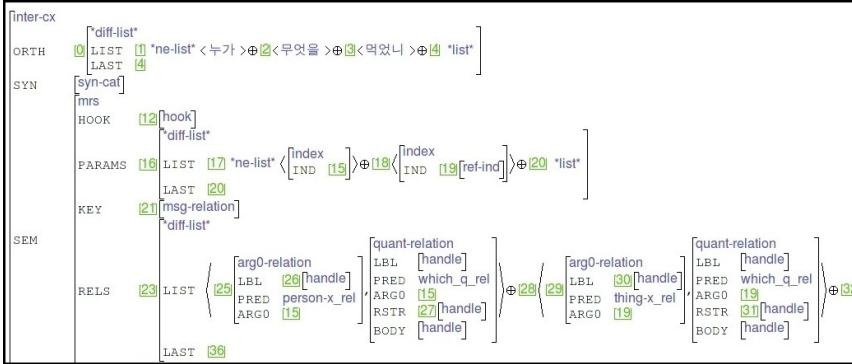 inter-cx
*diff-list*
ORTH 0 LIST 1 *ne-list* < 누가 >⊕ 2 < 무엇을 >⊕ 3 < 먹었니 >⊕ 4 *list*
LAST 4
SYN syn-cat
mrs
HOOK 12 hook
*diff-list*
index index
PARAMS 16 LIST 17 *ne-list* < IND 15 >⊕ 18 < IND 19 ref-ind >⊕ 20 *list*
LAST 20
KEY 21 msg-relation
*diff-list*
SEM
quant-relation quant-relation
arg0-relation LBL handle arg0-relation LBL handle
LBL 26 handle PRED which_q_rel LBL 30 handle PRED which_q_rel
RELS 23 LIST < 25 , ARG0 15 >⊕ 28 < 29 , ARG0 19 >⊕
PRED person-x_rel RSTR 27 handle PRED thing-x_rel RSTR 31 handle
ARG0 15 BODY handle ARG0 19 BODY handle
LAST 36